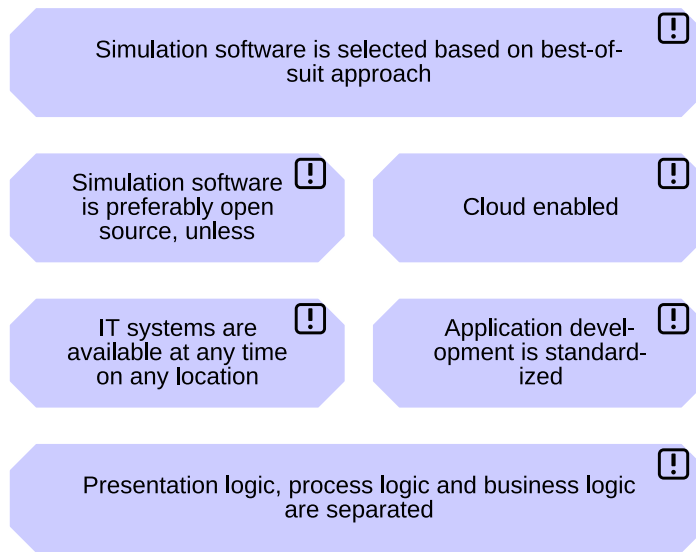 Simulation software is selected based on best-of-
suit approach
Simulation software
is preferably open
source, unless
Cloud enabled
IT systems are
available at any time
on any location
Application devel-
opment is standard-
ized
Presentation logic, process logic and business logic
are separated